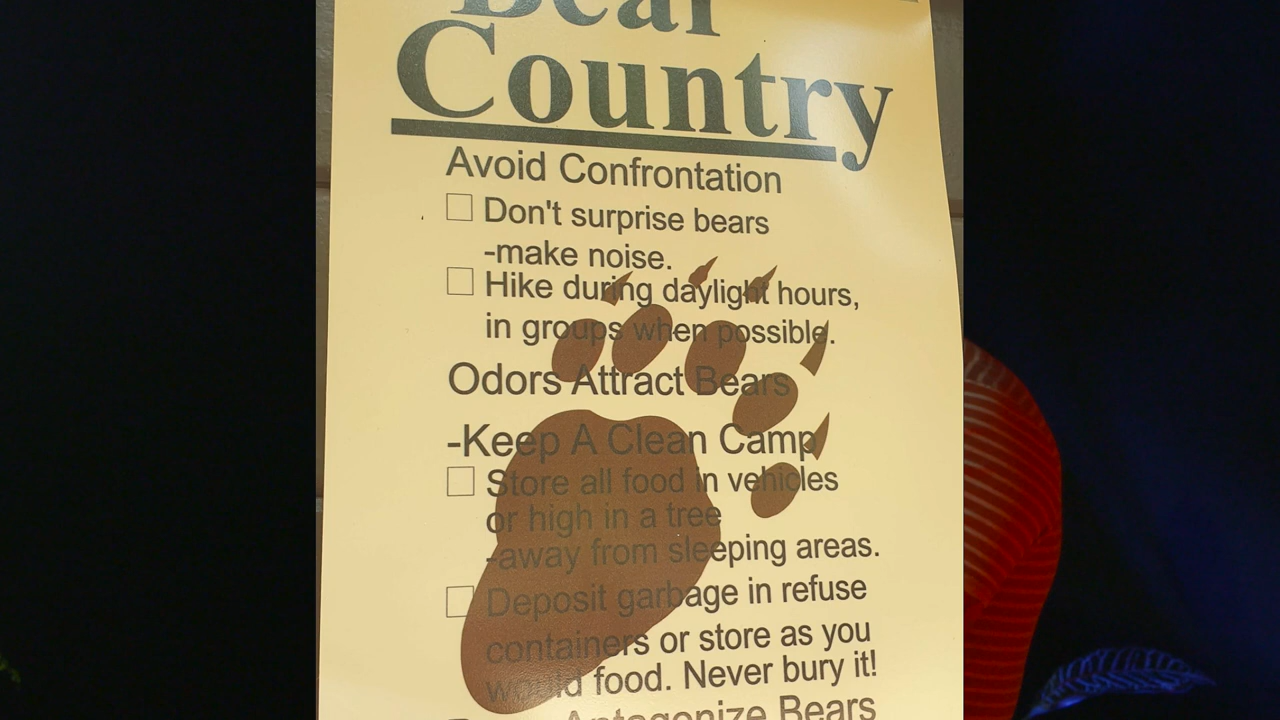 Bear
Country
Avoid Confrontation
Don't surprise bears
-make noise.
Hike during daylight hours,
in groups when possible.
Odors Attract Bears
-Keep A Clean Camp
Store all food in vehicles
or high in a tree
-away from sleeping areas.
Deposit garbage in refuse
containers or store as you
would food. Never bury it!
Antagonize Bears